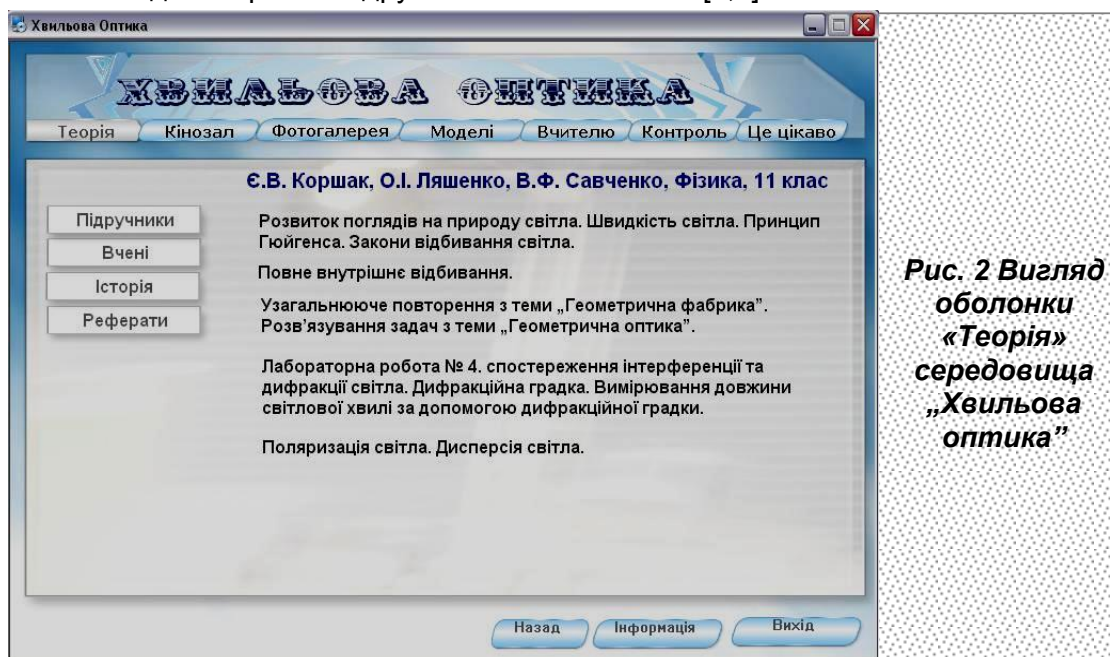 Хвильова Оптика
ХВИЛЬОВА ОПТИКА
Теорія Кінозал Фотогалерея Моделі Вчителю Контроль Це цікаво
Є.В. Коршак, О.І. Ляшенко, В.Ф. Савченко, Фізика, 11 клас
Підручники
Вчені
Історія
Реферати
Розвиток поглядів на природу світла. Швидкість світла. Принцип
Гюйгенса. Закони відбивання світла.
Повне внутрішнє відбивання.
Узагальнююче повторення з теми „Геометрична фабрика”.
Розв’язування задач з теми „Геометрична оптика”.
Лабораторна робота № 4. спостереження інтерференції та
дифракції світла. Дифракційна градка. Вимірювання довжини
світлової хвилі за допомогою дифракційної градки.
Поляризація світла. Дисперсія світла.
Назад Інформація Вихід
Рис. 2 Вигляд
оболонки
«Теорія»
середовища
„Хвильова
оптика”